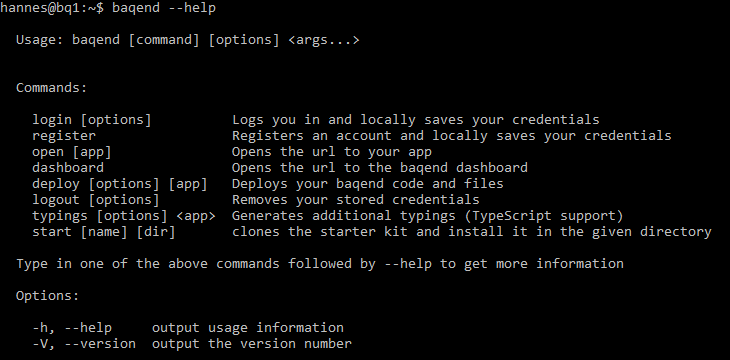 hannes@bq1:~$ baqend --help
Usage: baqend [command] [options] <args...>
Commands:
login [options] Logs you in and locally saves your credentials
register Registers an account and locally saves your credentials
open [app] Opens the url to your app
dashboard Opens the url to the baqend dashboard
deploy [options] [app] Deploys your baqend code and files
logout [options] Removes your stored credentials
typings [options] <app> Generates additional typings (TypeScript support)
start [name] [dir] clones the starter kit and install it in the given directory
Type in one of the above commands followed by --help to get more information
Options:
-h, --help output usage information
-V, --version output the version number